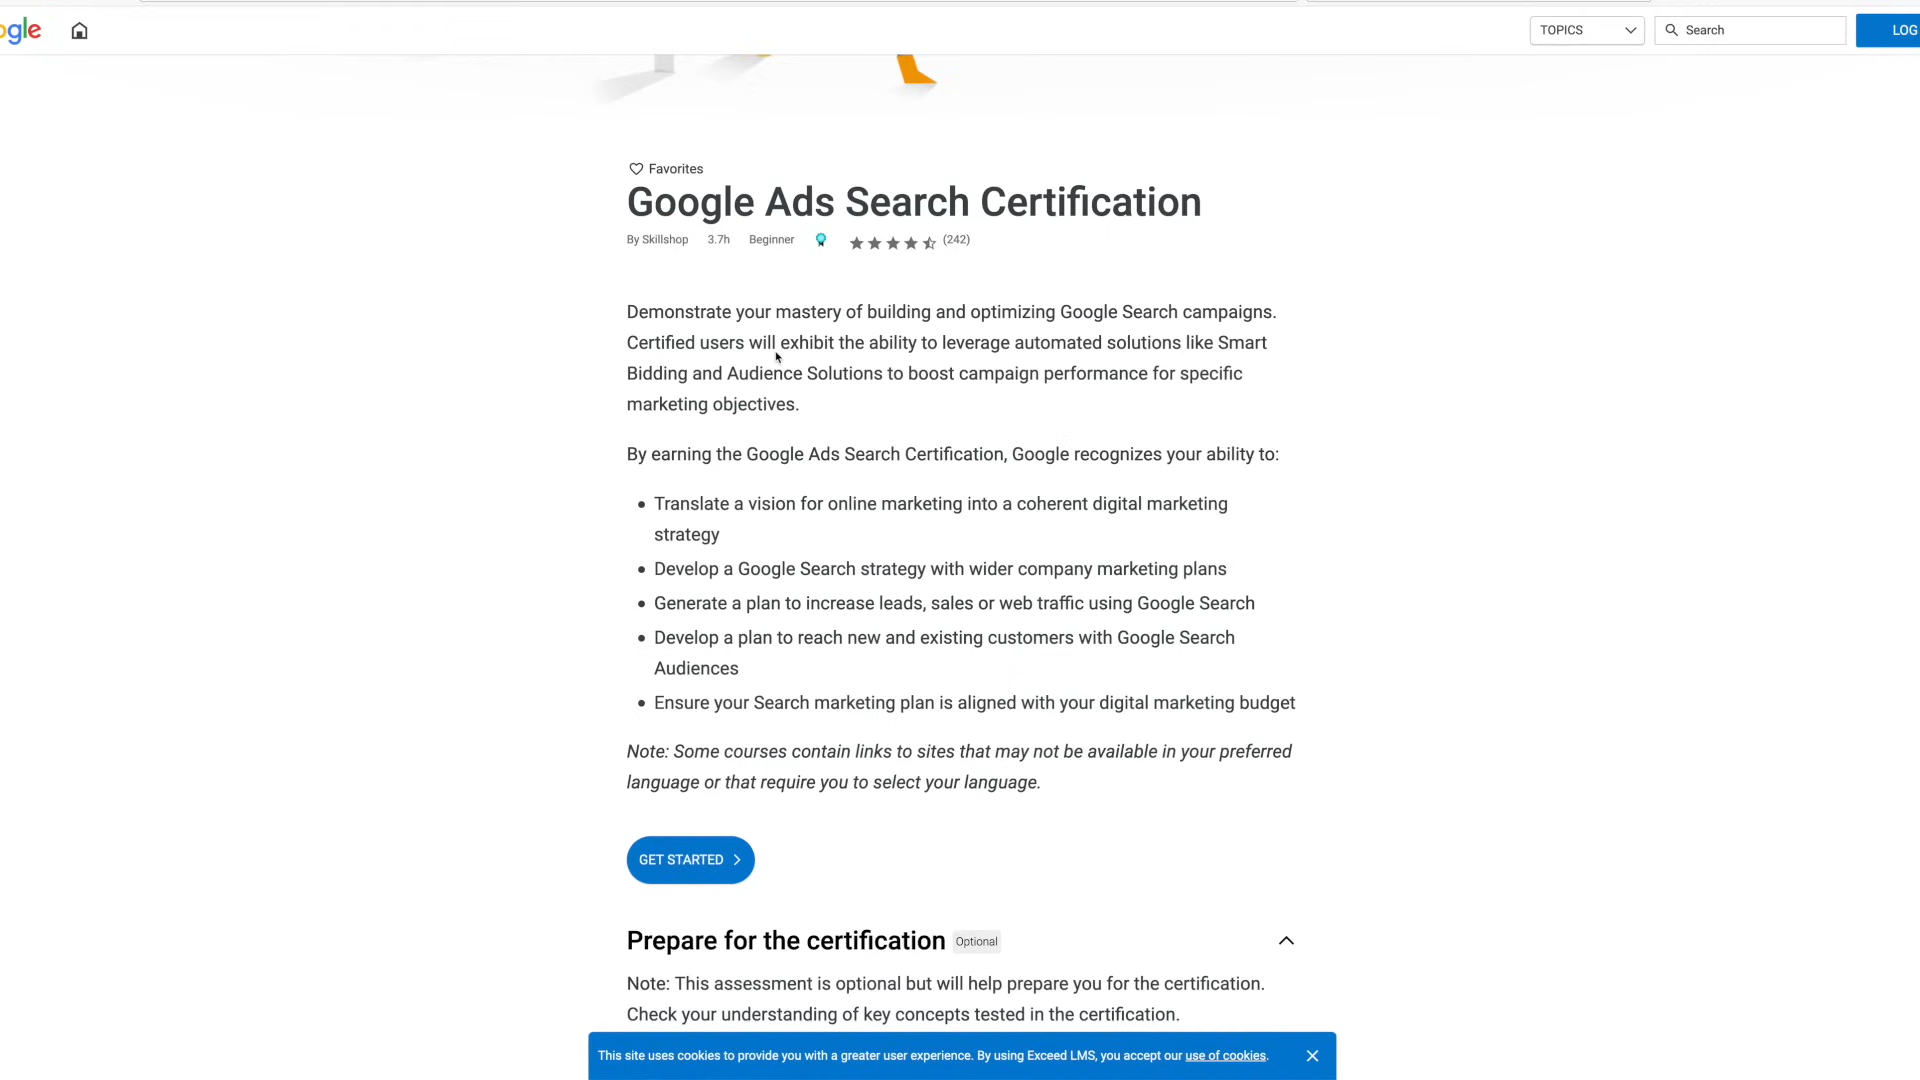 ogle
TOPICS
Search
LOG
Favorites
Google Ads Search Certification
By Skillshop 3.7h Beginner (242)
Demonstrate your mastery of building and optimizing Google Search campaigns.
Certified users will exhibit the ability to leverage automated solutions like Smart
Bidding and Audience Solutions to boost campaign performance for specific
marketing objectives.
By earning the Google Ads Search Certification, Google recognizes your ability to:
• Translate a vision for online marketing into a coherent digital marketing
strategy
• Develop a Google Search strategy with wider company marketing plans
• Generate a plan to increase leads, sales or web traffic using Google Search
• Develop a plan to reach new and existing customers with Google Search
Audiences
• Ensure your Search marketing plan is aligned with your digital marketing budget
Note: Some courses contain links to sites that may not be available in your preferred
language or that require you to select your language.
GET STARTED
Prepare for the certification Optional
Note: This assessment is optional but will help prepare you for the certification.
Check your understanding of key concepts tested in the certification.
This site uses cookies to provide you with a greater user experience. By using Exceed LMS, you accept our use of cookies.